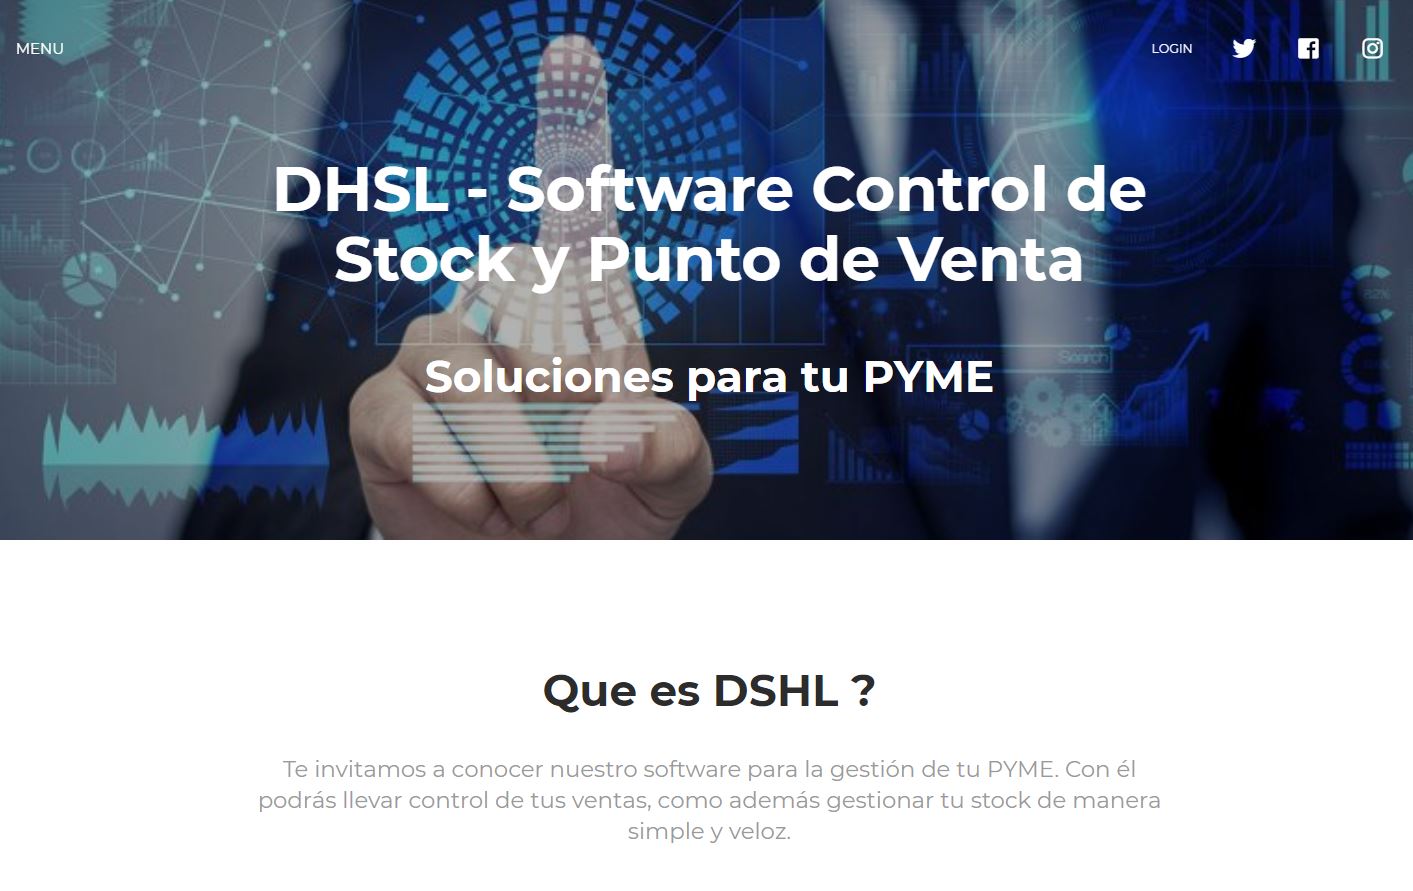 MENU
LOGIN
DHSL - Software Control de
Stock y Punto de Venta
Soluciones para tu PYME
Search
82%
Que es DSHL ?
Te invitamos a conocer nuestro software para la gestión de tu PYME. Con él
podrás llevar control de tus ventas, como además gestionar tu stock de manera
simple y veloz.